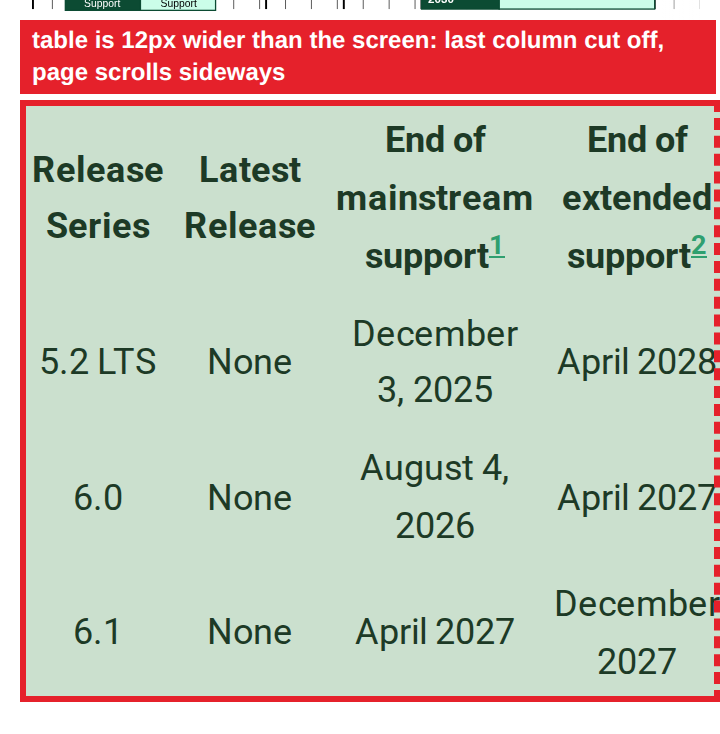 Support Support 2030
table is 12px wider than the screen: last column cut off,
page scrolls sideways
Release Series Latest Release End of mainstream support1 End of extended support2
5.2 LTS None December 3, 2025 April 2028
6.0 None August 4, 2026 April 2027
6.1 None April 2027 December 2027